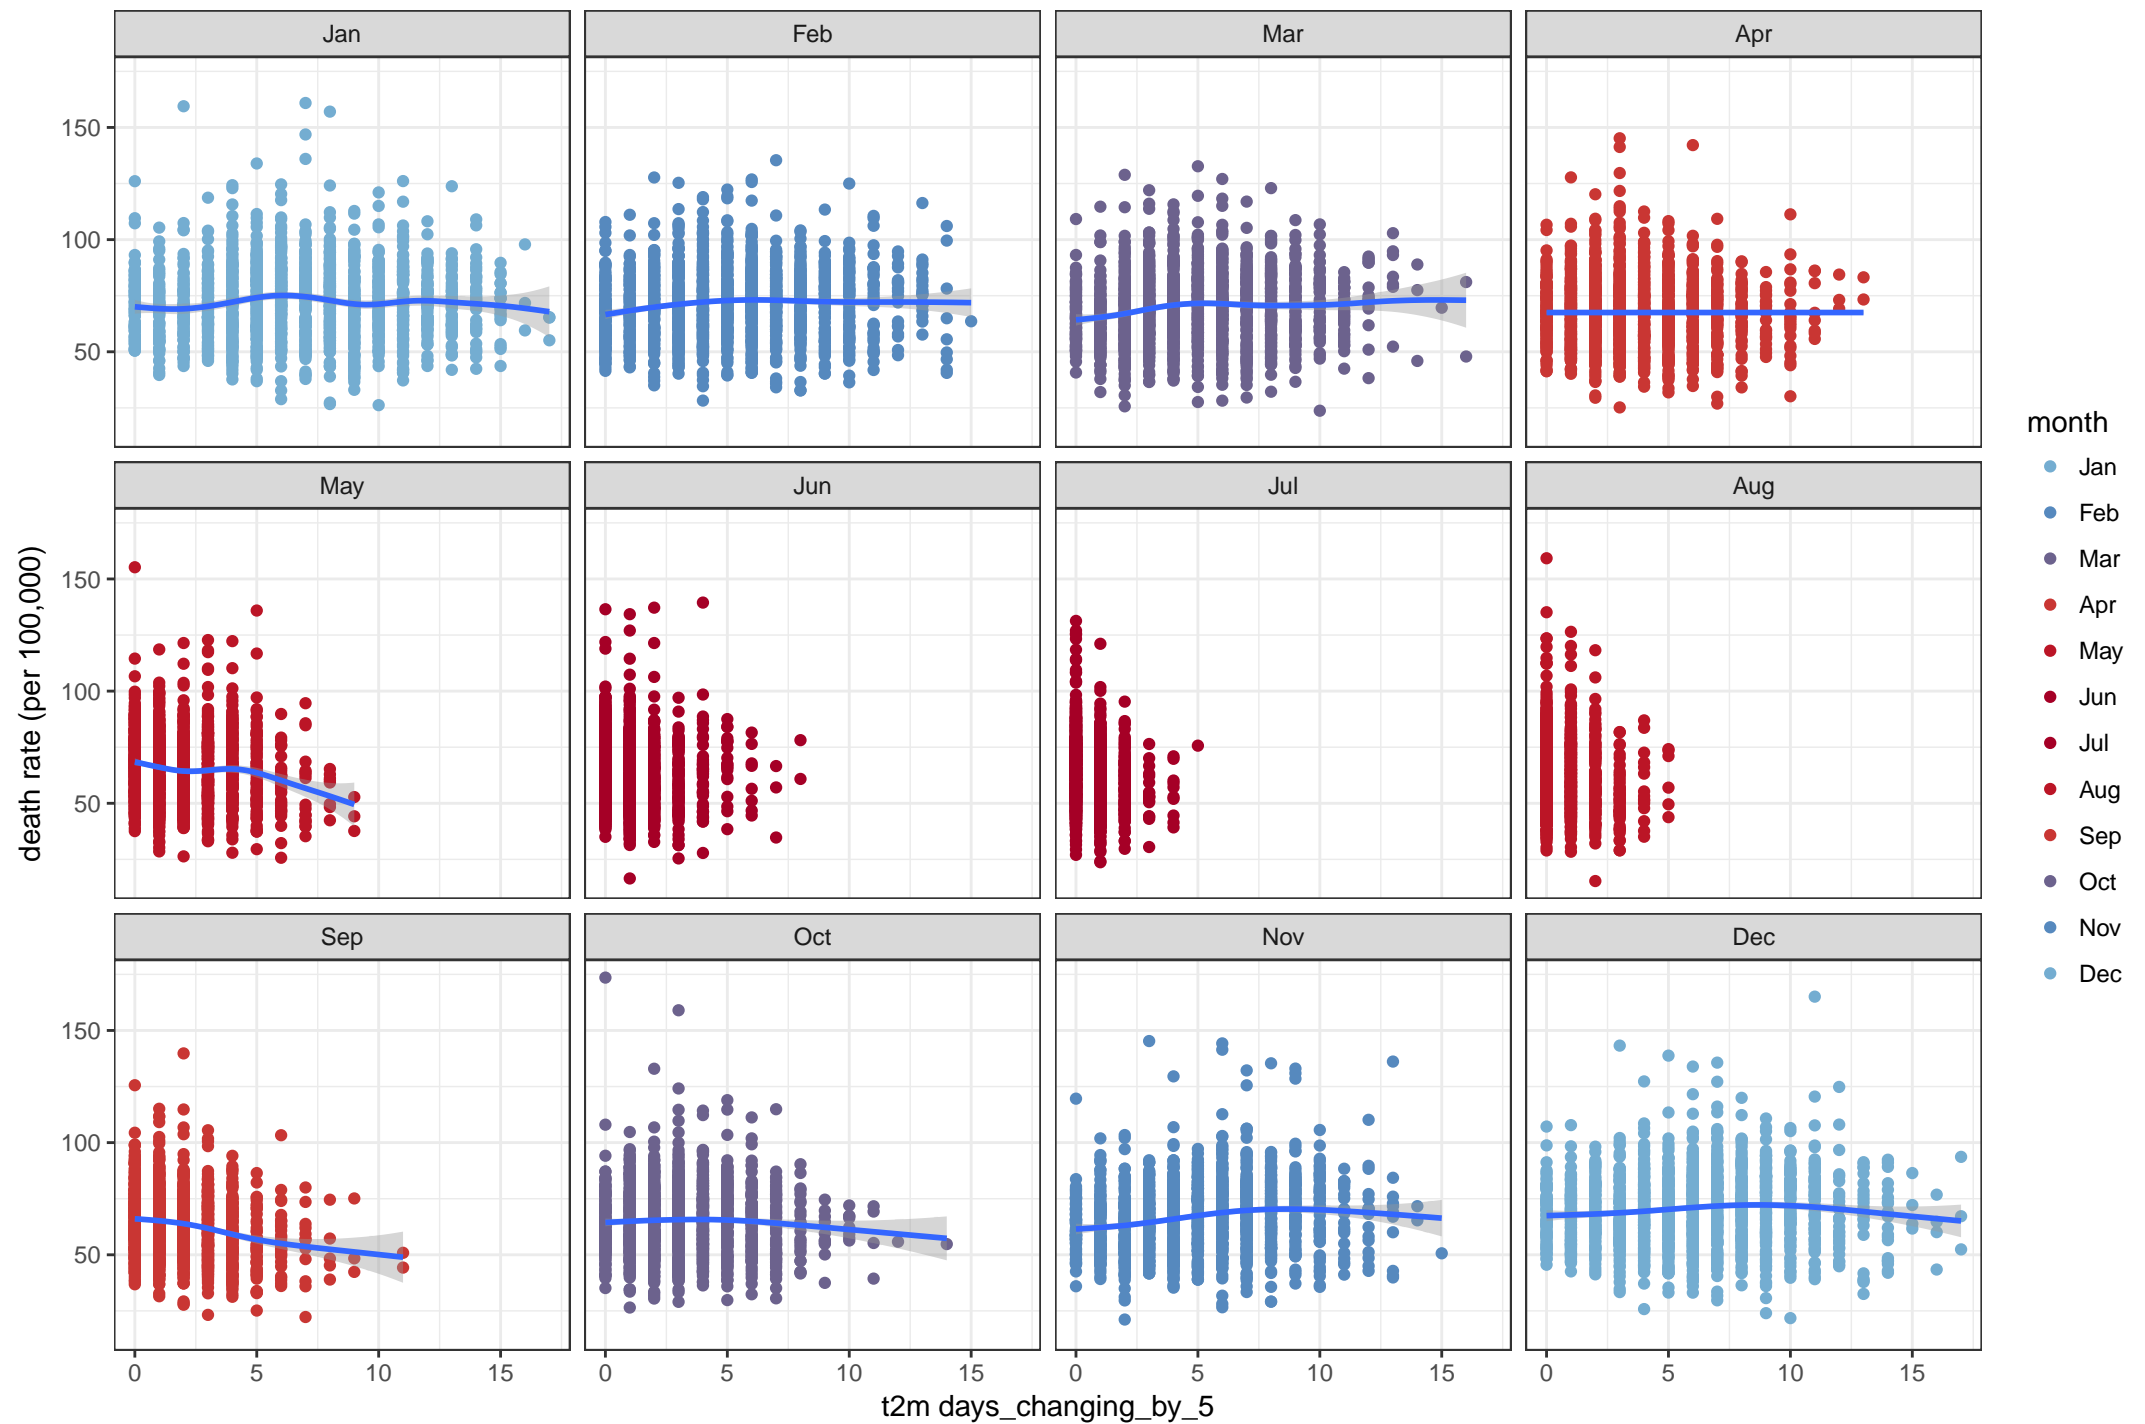 Jan Feb Mar Apr
150
100
50
May Jun Jul Aug
150
100
50
Sep Oct Nov Dec
150
100
50
0 5 10 15 0 5 10 15 0 5 10 15 0 5 10 15
t2m days_changing_by_5
death rate (per 100,000)
month
Jan
Feb
Mar
Apr
May
Jun
Jul
Aug
Sep
Oct
Nov
Dec